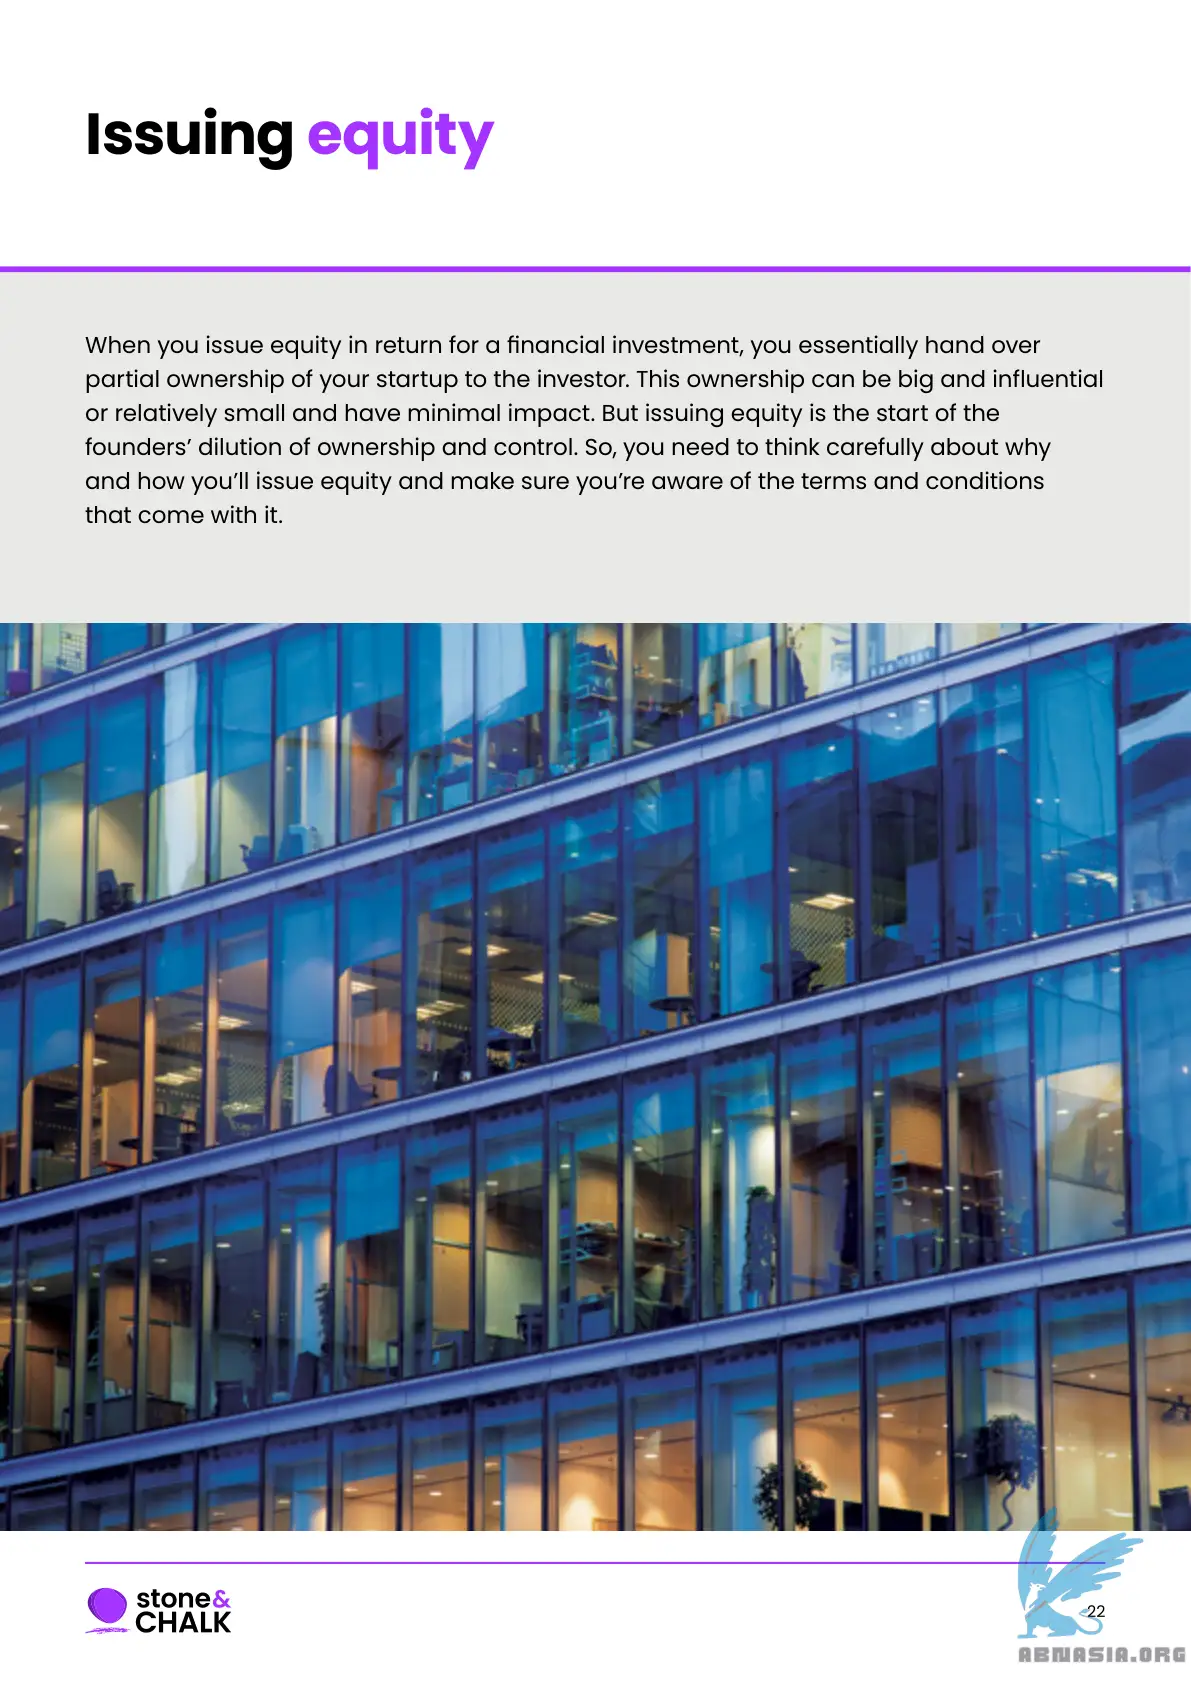 Issuing equity
When you issue equity in return for a financial investment, you essentially hand over
partial ownership of your startup to the investor. This ownership can be big and influential
or relatively small and have minimal impact. But issuing equity is the start of the
founders’ dilution of ownership and control. So, you need to think carefully about why
and how you’ll issue equity and make sure you’re aware of the terms and conditions
that come with it.
stone&
CHALK
22
ABNASIA.ORG